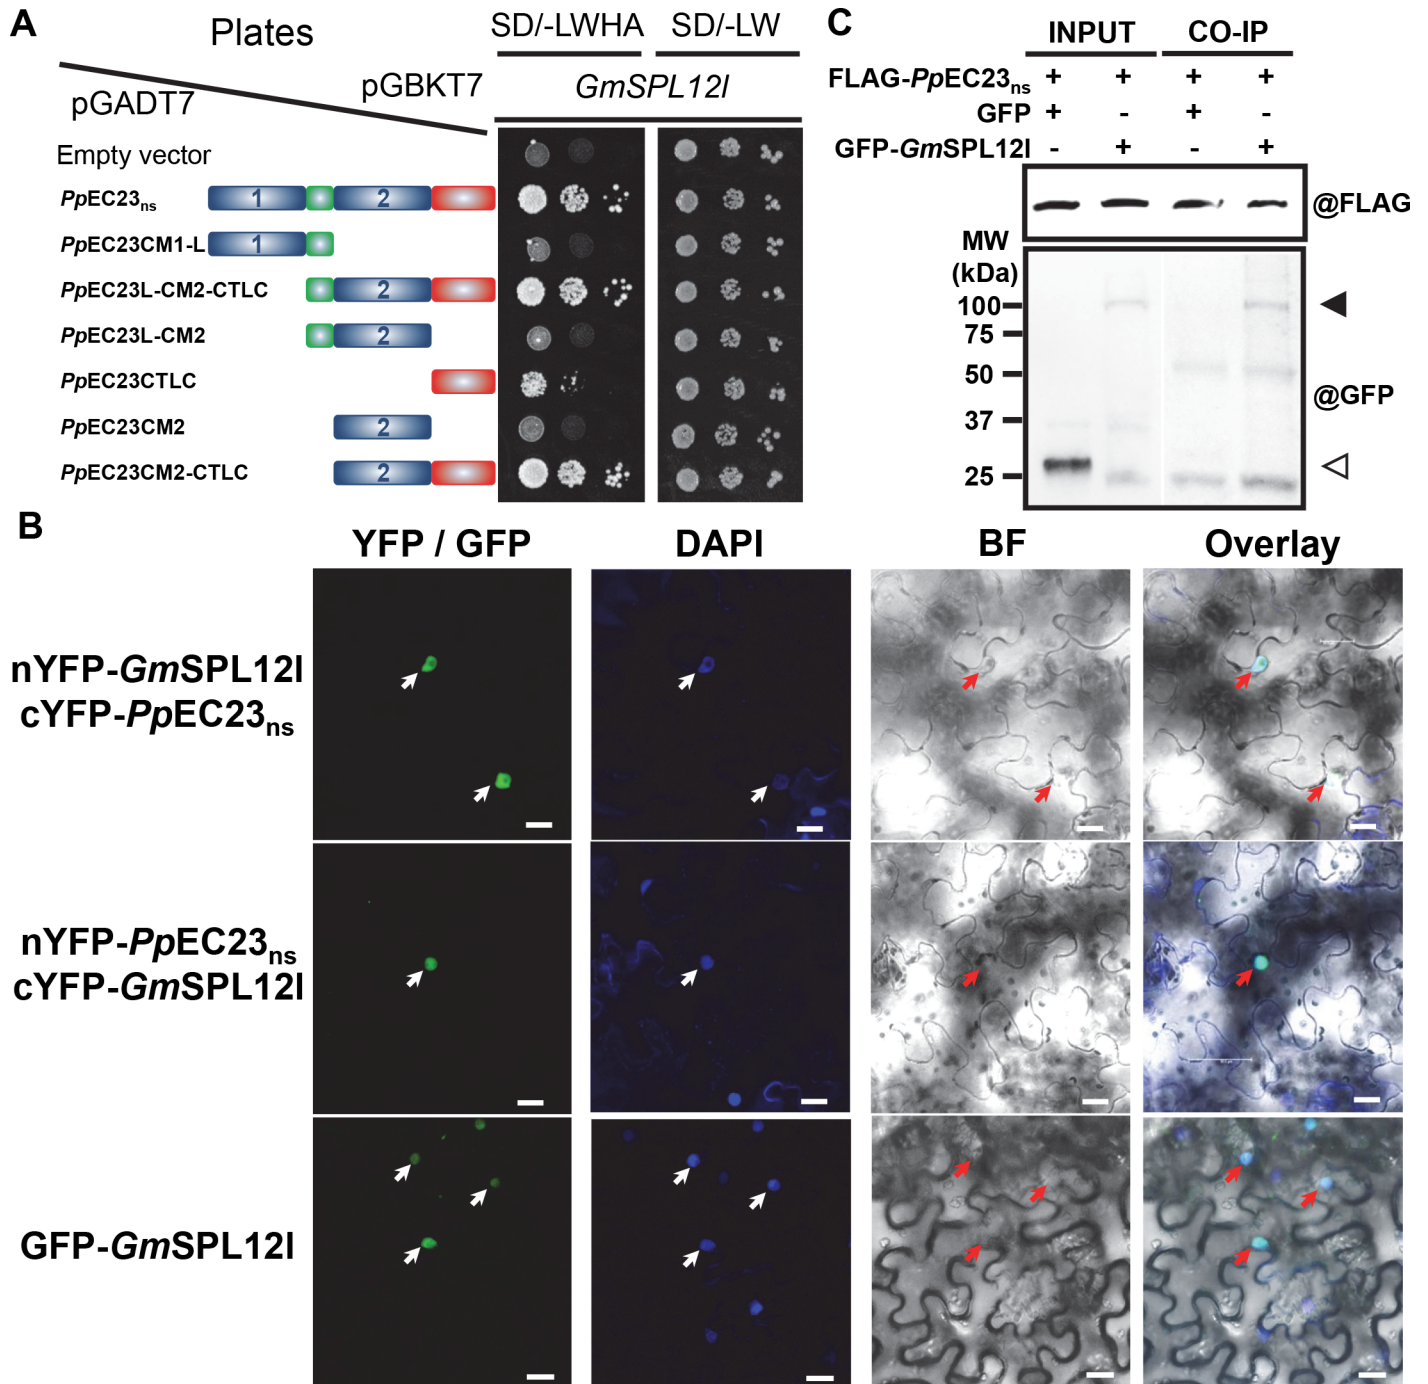 A
Plates
SD/-LWHA SD/-LW
pGADT7
pGBKT7
GmSPL12l
Empty vector
PpEC23ns 1 2
PpEC23CM1-L 1
PpEC23L-CM2-CTLC 2
PpEC23L-CM2 2
PpEC23CTLC
PpEC23CM2 2
PpEC23CM2-CTLC 2
C
INPUT CO-IP
FLAG-PpEC23ns + + + +
GFP + - + -
GFP-GmSPL12l - + - +
@FLAG
MW
(kDa)
100
75
50
37
25
@GFP
B
YFP / GFP DAPI BF Overlay
nYFP-GmSPL12l
cYFP-PpEC23ns
nYFP-PpEC23ns
cYFP-GmSPL12l
GFP-GmSPL12l